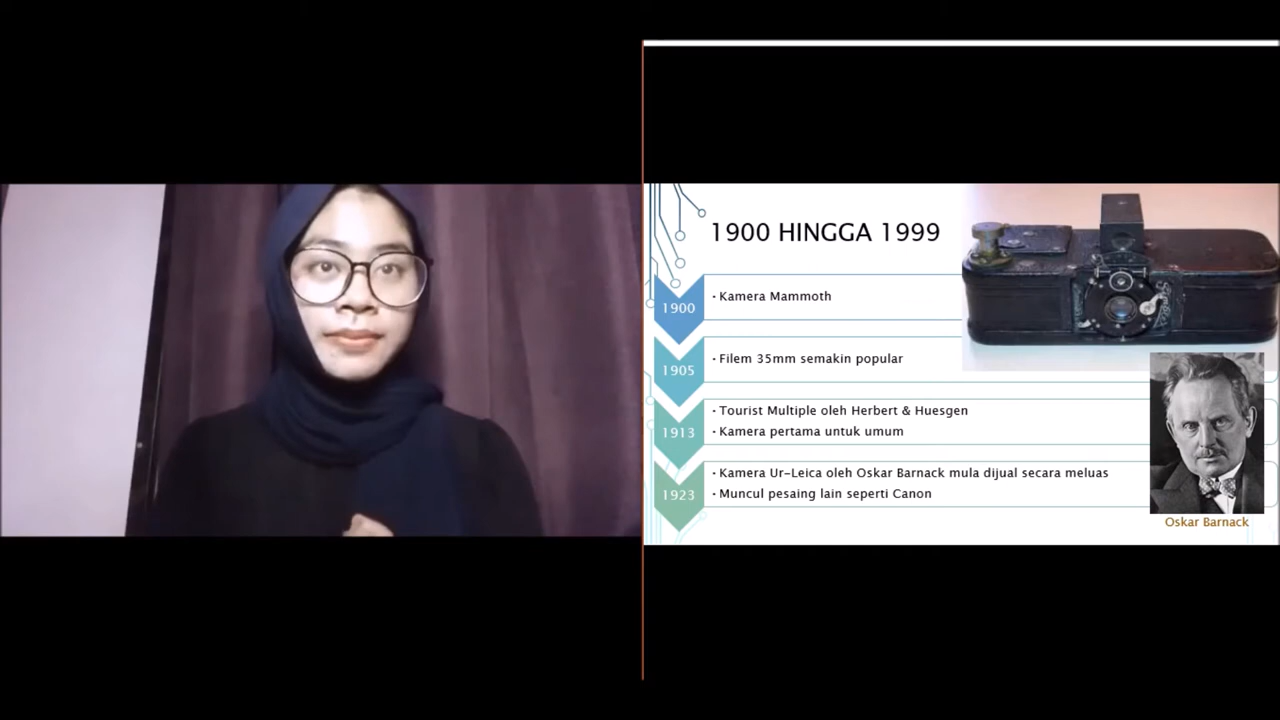 1900 HINGGA 1999
1900
· Kamera Mammoth
1905
· Filem 35mm semakin popular
1913
· Tourist Multiple oleh Herbert & Huesgen
· Kamera pertama untuk umum
1923
· Kamera Ur-Leica oleh Oskar Barnack mula dijual secara meluas
· Muncul pesaing lain seperti Canon
Oskar Barnack